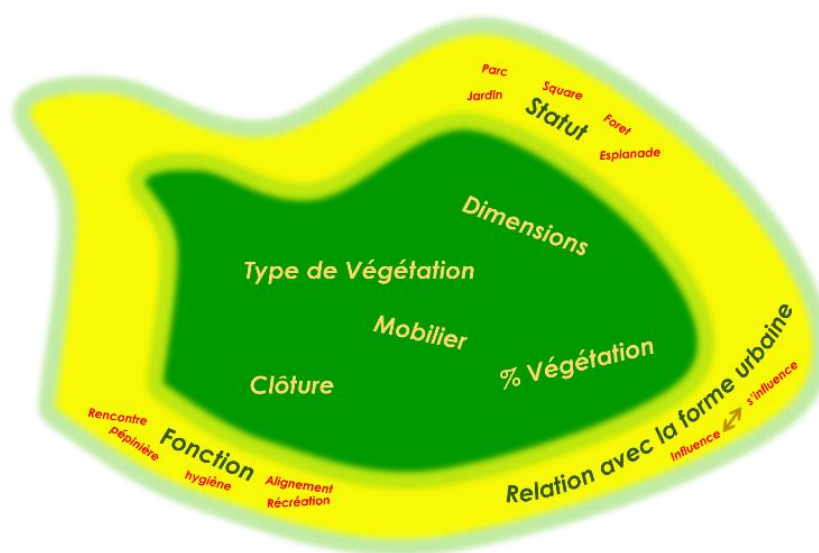 Parc
Square
Jardin
Statut
Foret
Esplanade
Dimensions
Type de Végétation
Mobilier
% Végétation
Clôture
Relation avec la forme urbaine
Influence
s'influence
Rencontre
pépinière
Fonction
hygiène
Alignement
Récréation